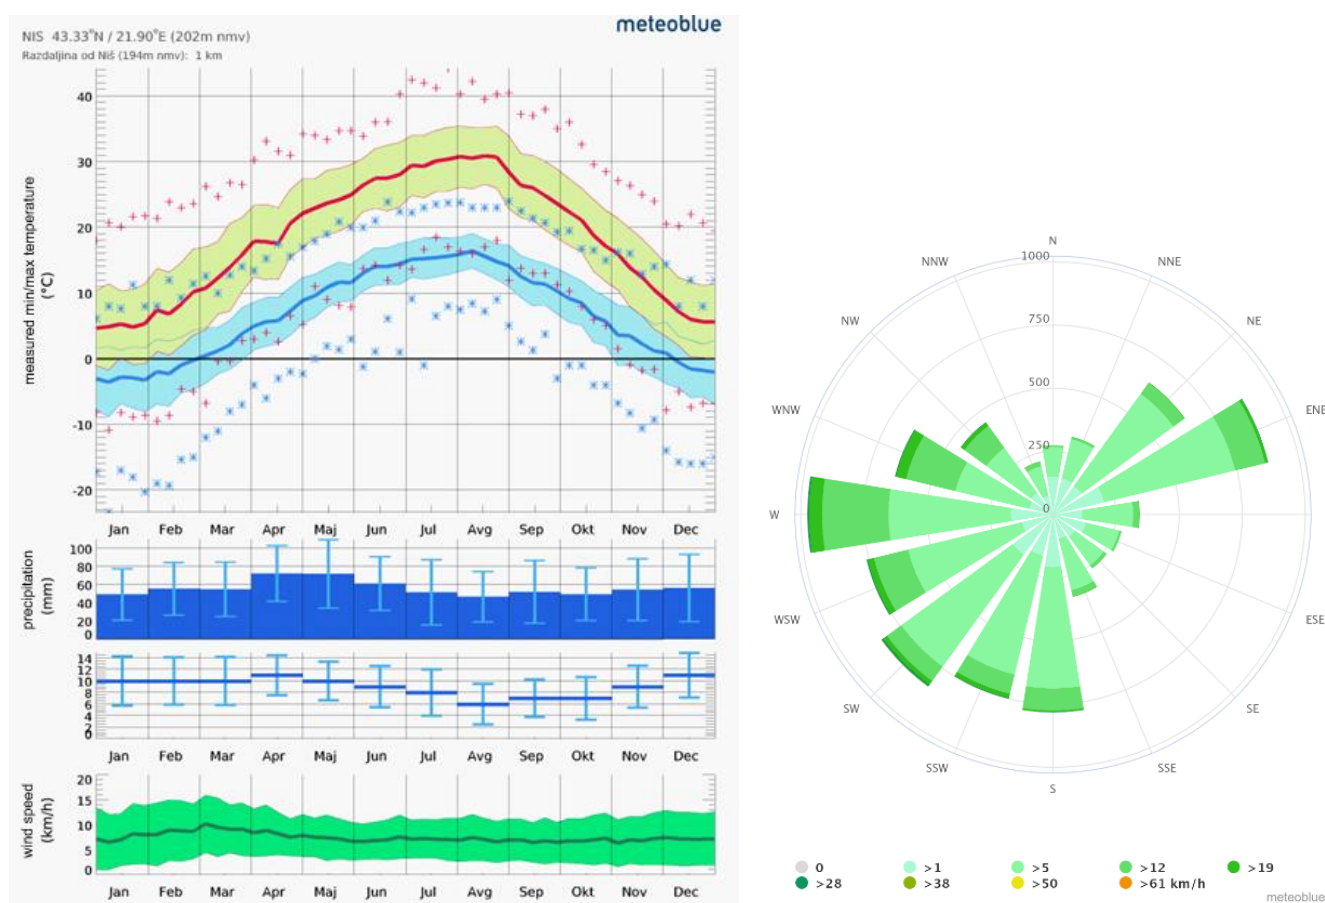 meteoblue
NIS 43.33°N / 21.90°E (202m nmv)
Razdaljina od Niš (194m nmv): 1 km
measured min/max temperature
(°C)
40
30
20
10
0
-10
-20
Jan Feb Mar Apr Maj Jun Jul Avg Sep Okt Nov Dec
precipitation
(mm)
100
80
60
40
20
0
14
12
10
8
6
4
2
0
Jan Feb Mar Apr Maj Jun Jul Avg Sep Okt Nov Dec
wind speed
(km/h)
20
15
10
5
0
Jan Feb Mar Apr Maj Jun Jul Avg Sep Okt Nov Dec
N
NNW
NNE
NW
NE
WNW
ENE
W
WSW
ESE
SW
SE
SSW
SSE
S
1000
750
500
250
0
0 >1 >5 >12 >19
>28 >38 >50 >61 km/h
meteoblue